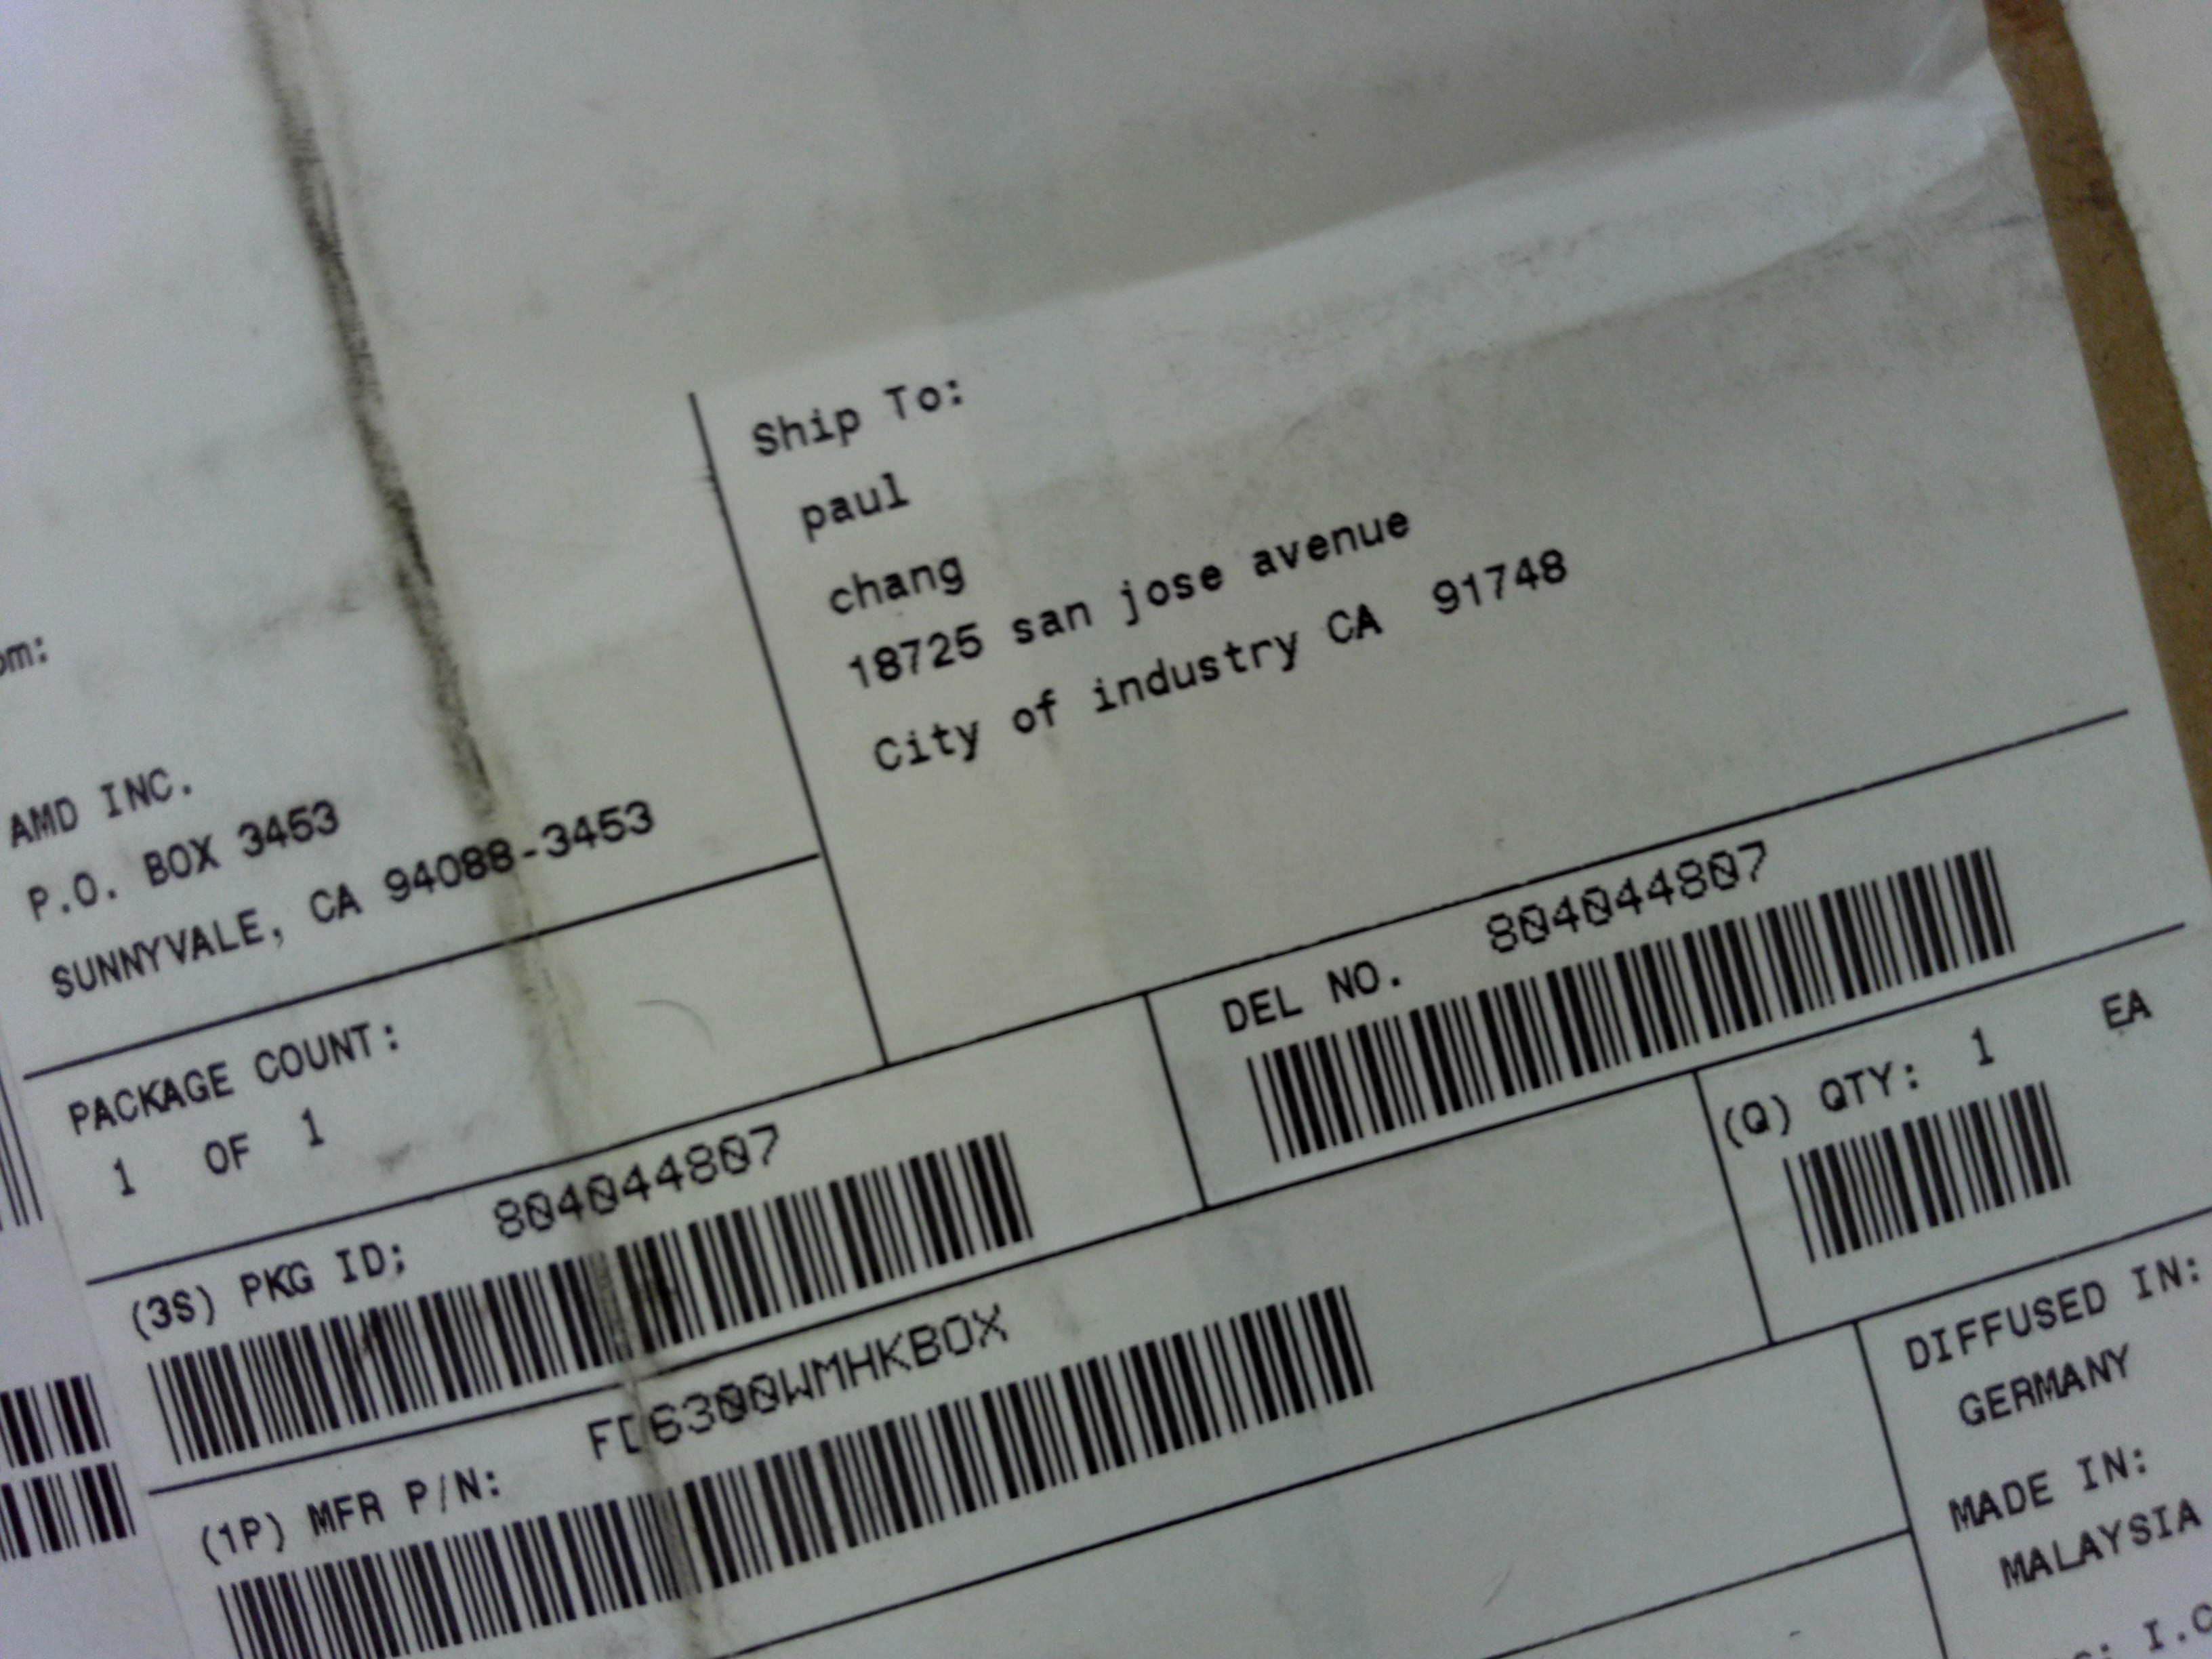 om:
AMD INC.
P.O. BOX 3453
SUNNYVALE, CA 94088-3453
Ship To:
paul
chang
18725 san jose avenue
City of industry CA 91748
PACKAGE COUNT:
1 OF 1
DEL NO. 804044807
(3S) PKG ID: 804044807
(Q) QTY: 1 EA
(1P) MFR P/N: FD6300WMHKBOX
DIFFUSED IN:
GERMANY
MADE IN:
MALAYSIA